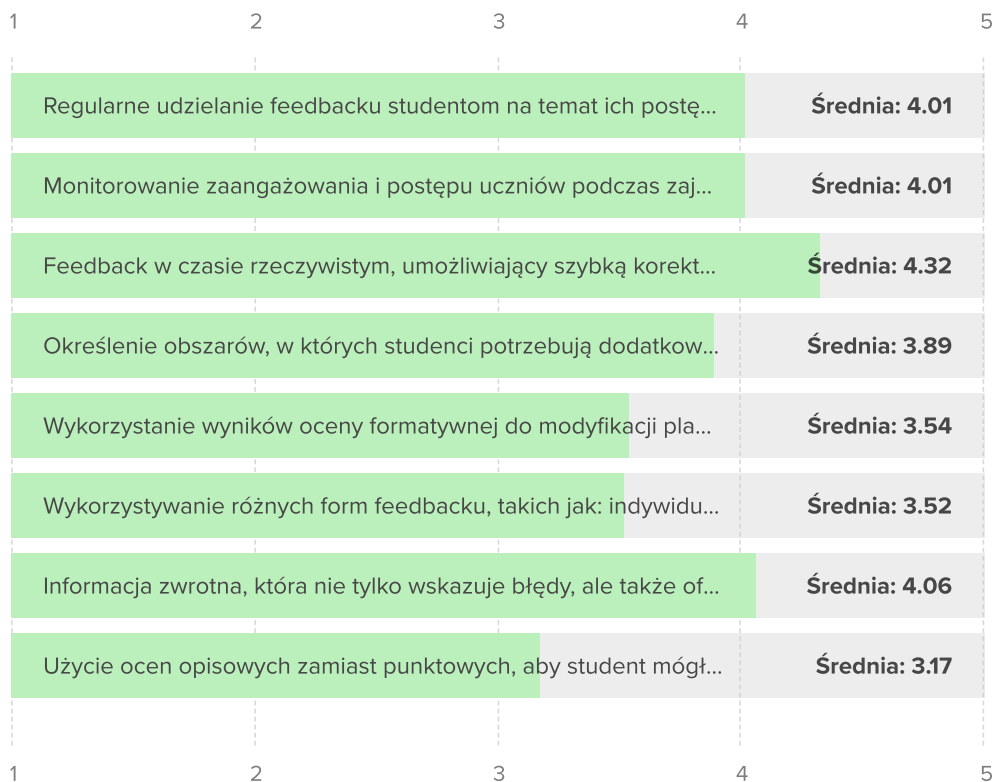 1 2 3 4 5
Regularne udzielanie feedbacku studentom na temat ich postę... Średnia: 4.01
Monitorowanie zaangażowania i postępu uczniów podczas zaj... Średnia: 4.01
Feedback w czasie rzeczywistym, umożliwiający szybką korekt... Średnia: 4.32
Określenie obszarów, w których studenci potrzebują dodatkow... Średnia: 3.89
Wykorzystanie wyników oceny formatywnej do modyfikacji pla... Średnia: 3.54
Wykorzystywanie różnych form feedbacku, takich jak: indywidu... Średnia: 3.52
Informacja zwrotna, która nie tylko wskazuje błędy, ale także of... Średnia: 4.06
Użycie ocen opisowych zamiast punktowych, aby student mógł... Średnia: 3.17
1 2 3 4 5